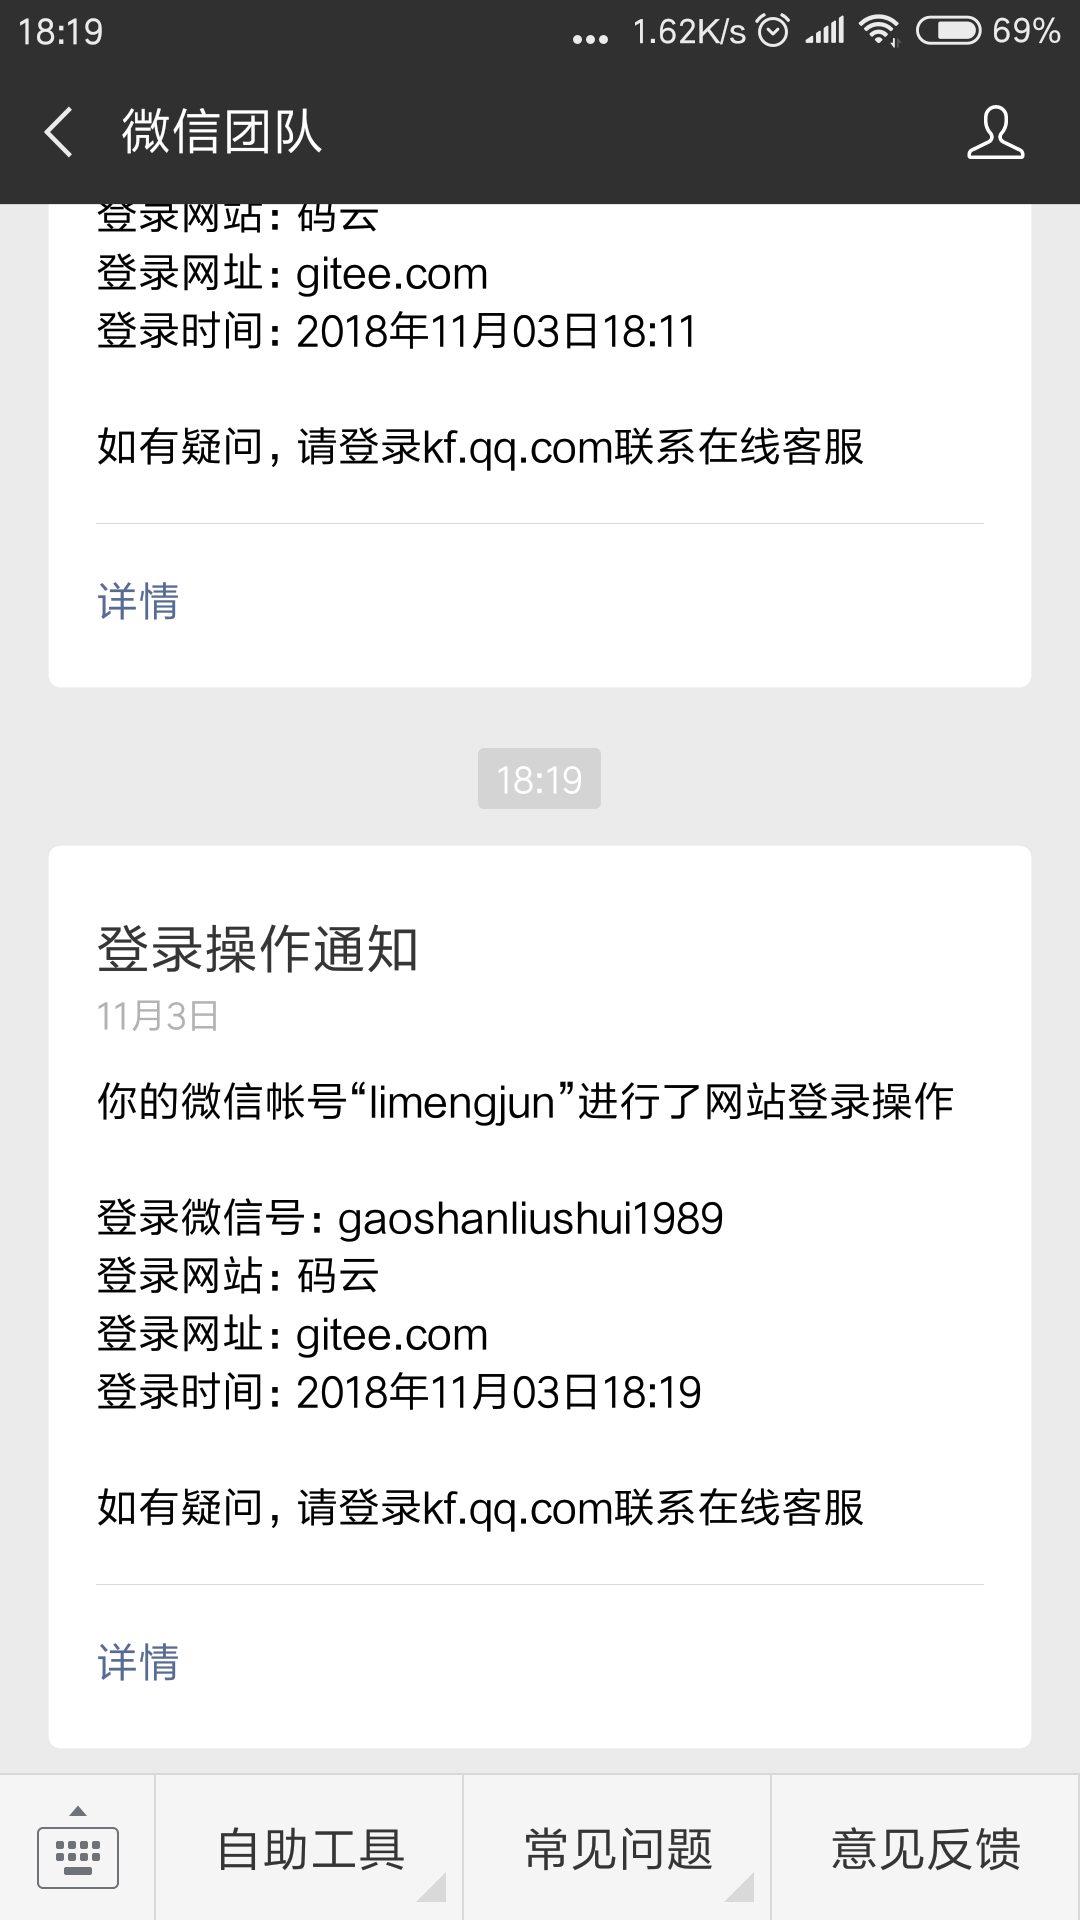 18:19
... 1.62K/s 69%
微信团队
登录网站: 码云
登录网址: gitee.com
登录时间: 2018年11月03日18:11
如有疑问, 请登录kf.qq.com联系在线客服
详情
18:19
登录操作通知
11月3日
你的微信帐号“limengjun”进行了网站登录操作
登录微信号: gaoshanliushui1989
登录网站: 码云
登录网址: gitee.com
登录时间: 2018年11月03日18:19
如有疑问, 请登录kf.qq.com联系在线客服
详情
自助工具 常见问题 意见反馈